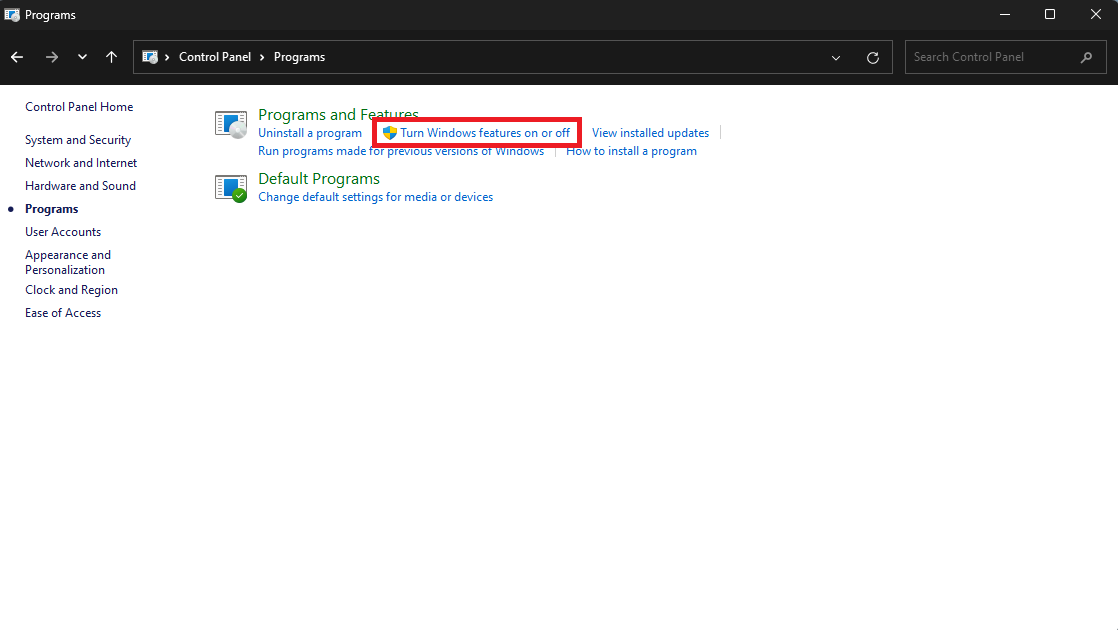 Programs
Control Panel > Programs
Search Control Panel
Control Panel Home
System and Security
Network and Internet
Hardware and Sound
Programs
User Accounts
Appearance and
Personalization
Clock and Region
Ease of Access
Programs and Features
Uninstall a program Turn Windows features on or off View installed updates
Run programs made for previous versions of Windows How to install a program
Default Programs
Change default settings for media or devices